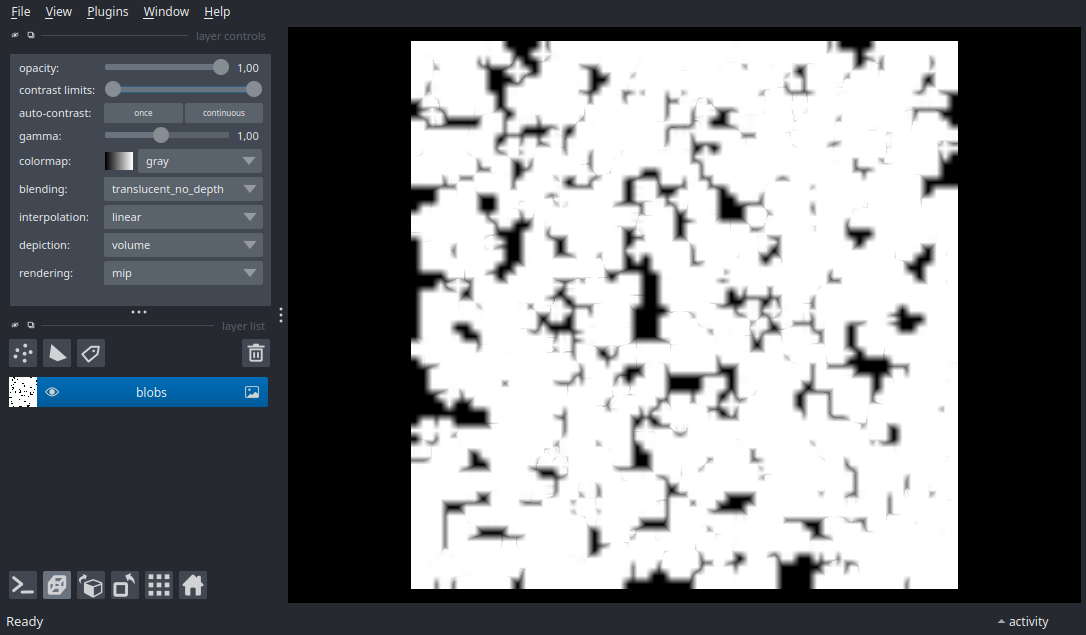 File View Plugins Window Help
layer controls
opacity: 1,00
contrast limits:
auto-contrast: once continuous
gamma: 1,00
colormap: gray
blending: translucent_no_depth
interpolation: linear
depiction: volume
rendering: mip
layer list
blobs
Ready activity